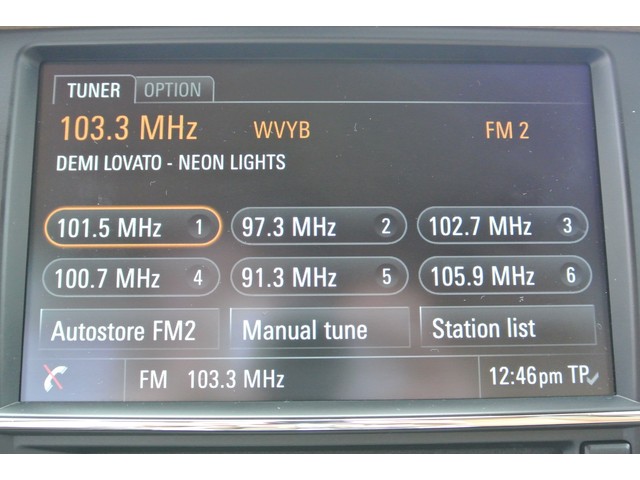 TUNER OPTION
103.3 MHz WVYB FM 2
DEMI LOVATO - NEON LIGHTS
101.5 MHz 1 97.3 MHz 2 102.7 MHz 3
100.7 MHz 4 91.3 MHz 5 105.9 MHz 6
Autostore FM2 Manual tune Station list
FM 103.3 MHz 12:46pm TP